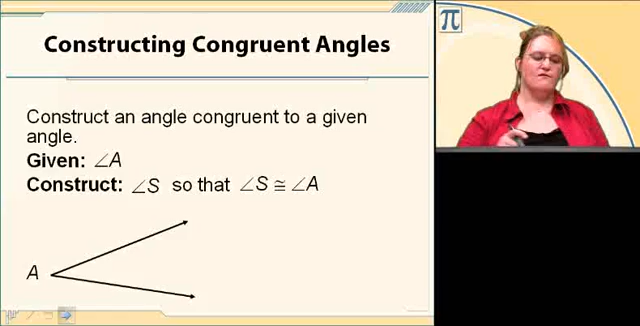 Constructing Congruent Angles
π
Construct an angle congruent to a given
angle.
Given: ∠A
Construct: ∠S so that ∠S ≅ ∠A
A